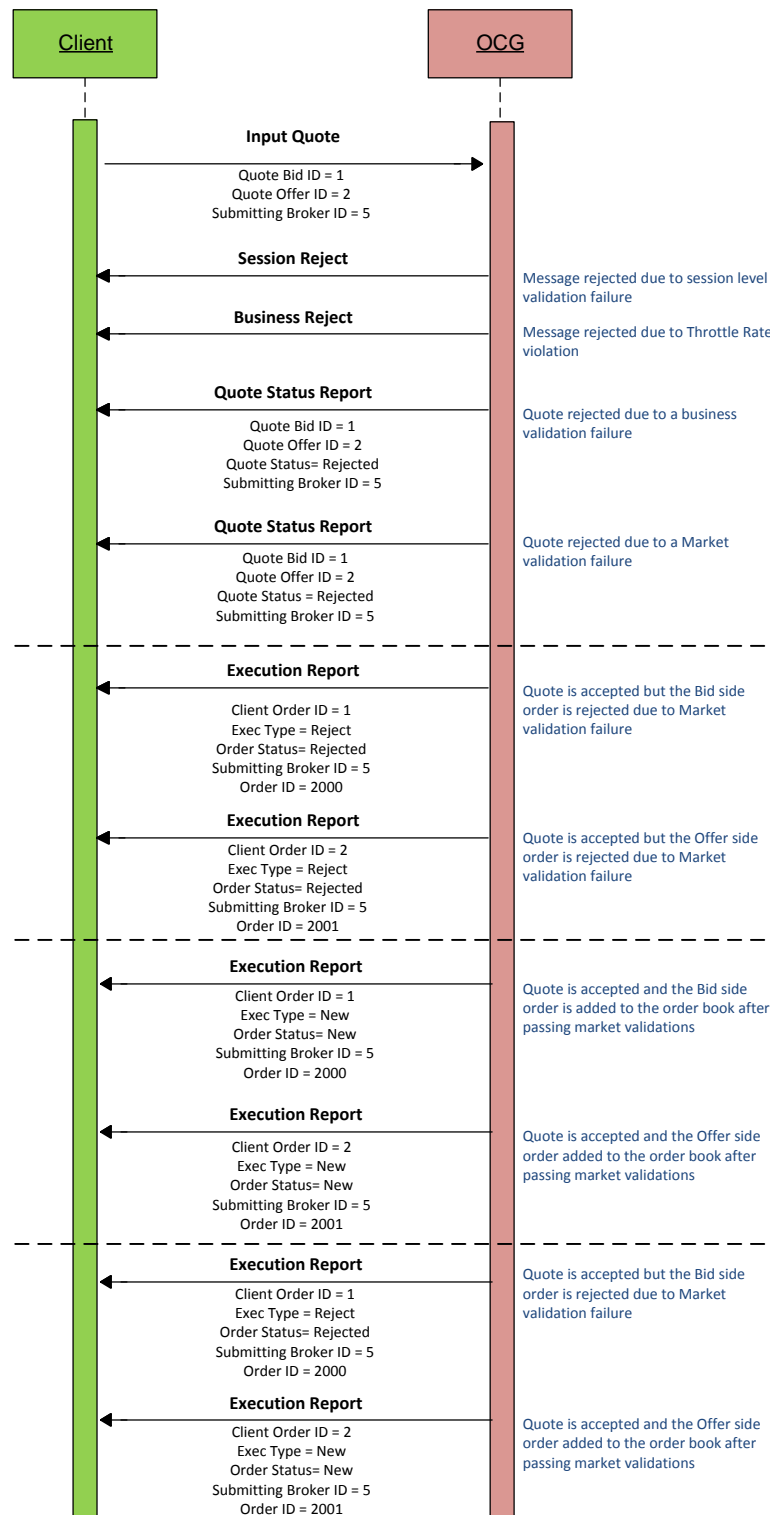 Client
OCG
Input Quote
Quote Bid ID = 1
Quote Offer ID = 2
Submitting Broker ID = 5
Session Reject
Message rejected due to session level
validation failure
Business Reject
Message rejected due to Throttle Rate
violation
Quote Status Report
Quote Bid ID = 1
Quote Offer ID = 2
Quote Status= Rejected
Submitting Broker ID = 5
Quote rejected due to a business
validation failure
Quote Status Report
Quote Bid ID = 1
Quote Offer ID = 2
Quote Status = Rejected
Submitting Broker ID = 5
Quote rejected due to a Market
validation failure
Execution Report
Client Order ID = 1
Exec Type = Reject
Order Status= Rejected
Submitting Broker ID = 5
Order ID = 2000
Quote is accepted but the Bid side
order is rejected due to Market
validation failure
Execution Report
Client Order ID = 2
Exec Type = Reject
Order Status= Rejected
Submitting Broker ID = 5
Order ID = 2001
Quote is accepted but the Offer side
order is rejected due to Market
validation failure
Execution Report
Client Order ID = 1
Exec Type = New
Order Status= New
Submitting Broker ID = 5
Order ID = 2000
Quote is accepted and the Bid side
order is added to the order book after
passing market validations
Execution Report
Client Order ID = 2
Exec Type = New
Order Status= New
Submitting Broker ID = 5
Order ID = 2001
Quote is accepted and the Offer side
order added to the order book after
passing market validations
Execution Report
Client Order ID = 1
Exec Type = Reject
Order Status= Rejected
Submitting Broker ID = 5
Order ID = 2000
Quote is accepted but the Bid side
order is rejected due to Market
validation failure
Execution Report
Client Order ID = 2
Exec Type = New
Order Status= New
Submitting Broker ID = 5
Order ID = 2001
Quote is accepted and the Offer side
order added to the order book after
passing market validations